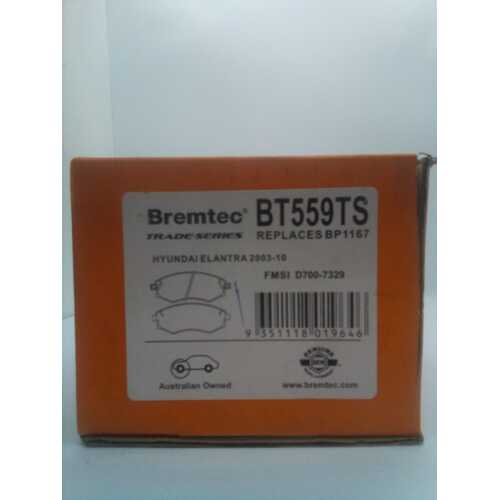 Bremtec® BT559TS
TRADE-SERIES REPLACES BP1167
HYUNDAI ELANTRA 2003-10
FMSI D700-7329
9 351118 019646
Australian Owned
www.bremtec.com